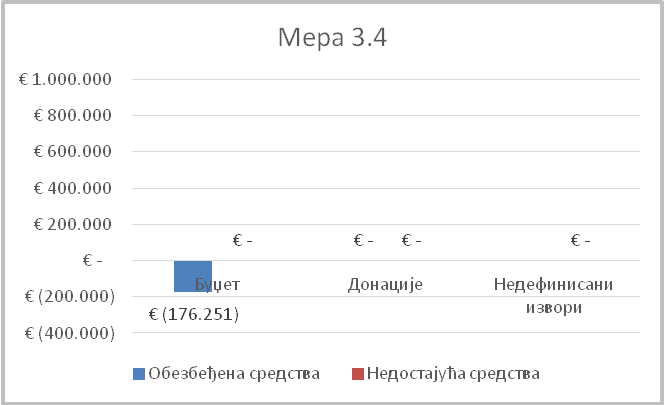 Мера 3.4
€ 1.000.000
€ 800.000
€ 600.000
€ 400.000
€ 200.000
€ -
€ (200.000)
€ (400.000)
€ -
€ -
€ -
€ -
€ (176.251)
Буџет
Донације
Недефинисани
извори
Обезбеђена средства
Недостајућа средства